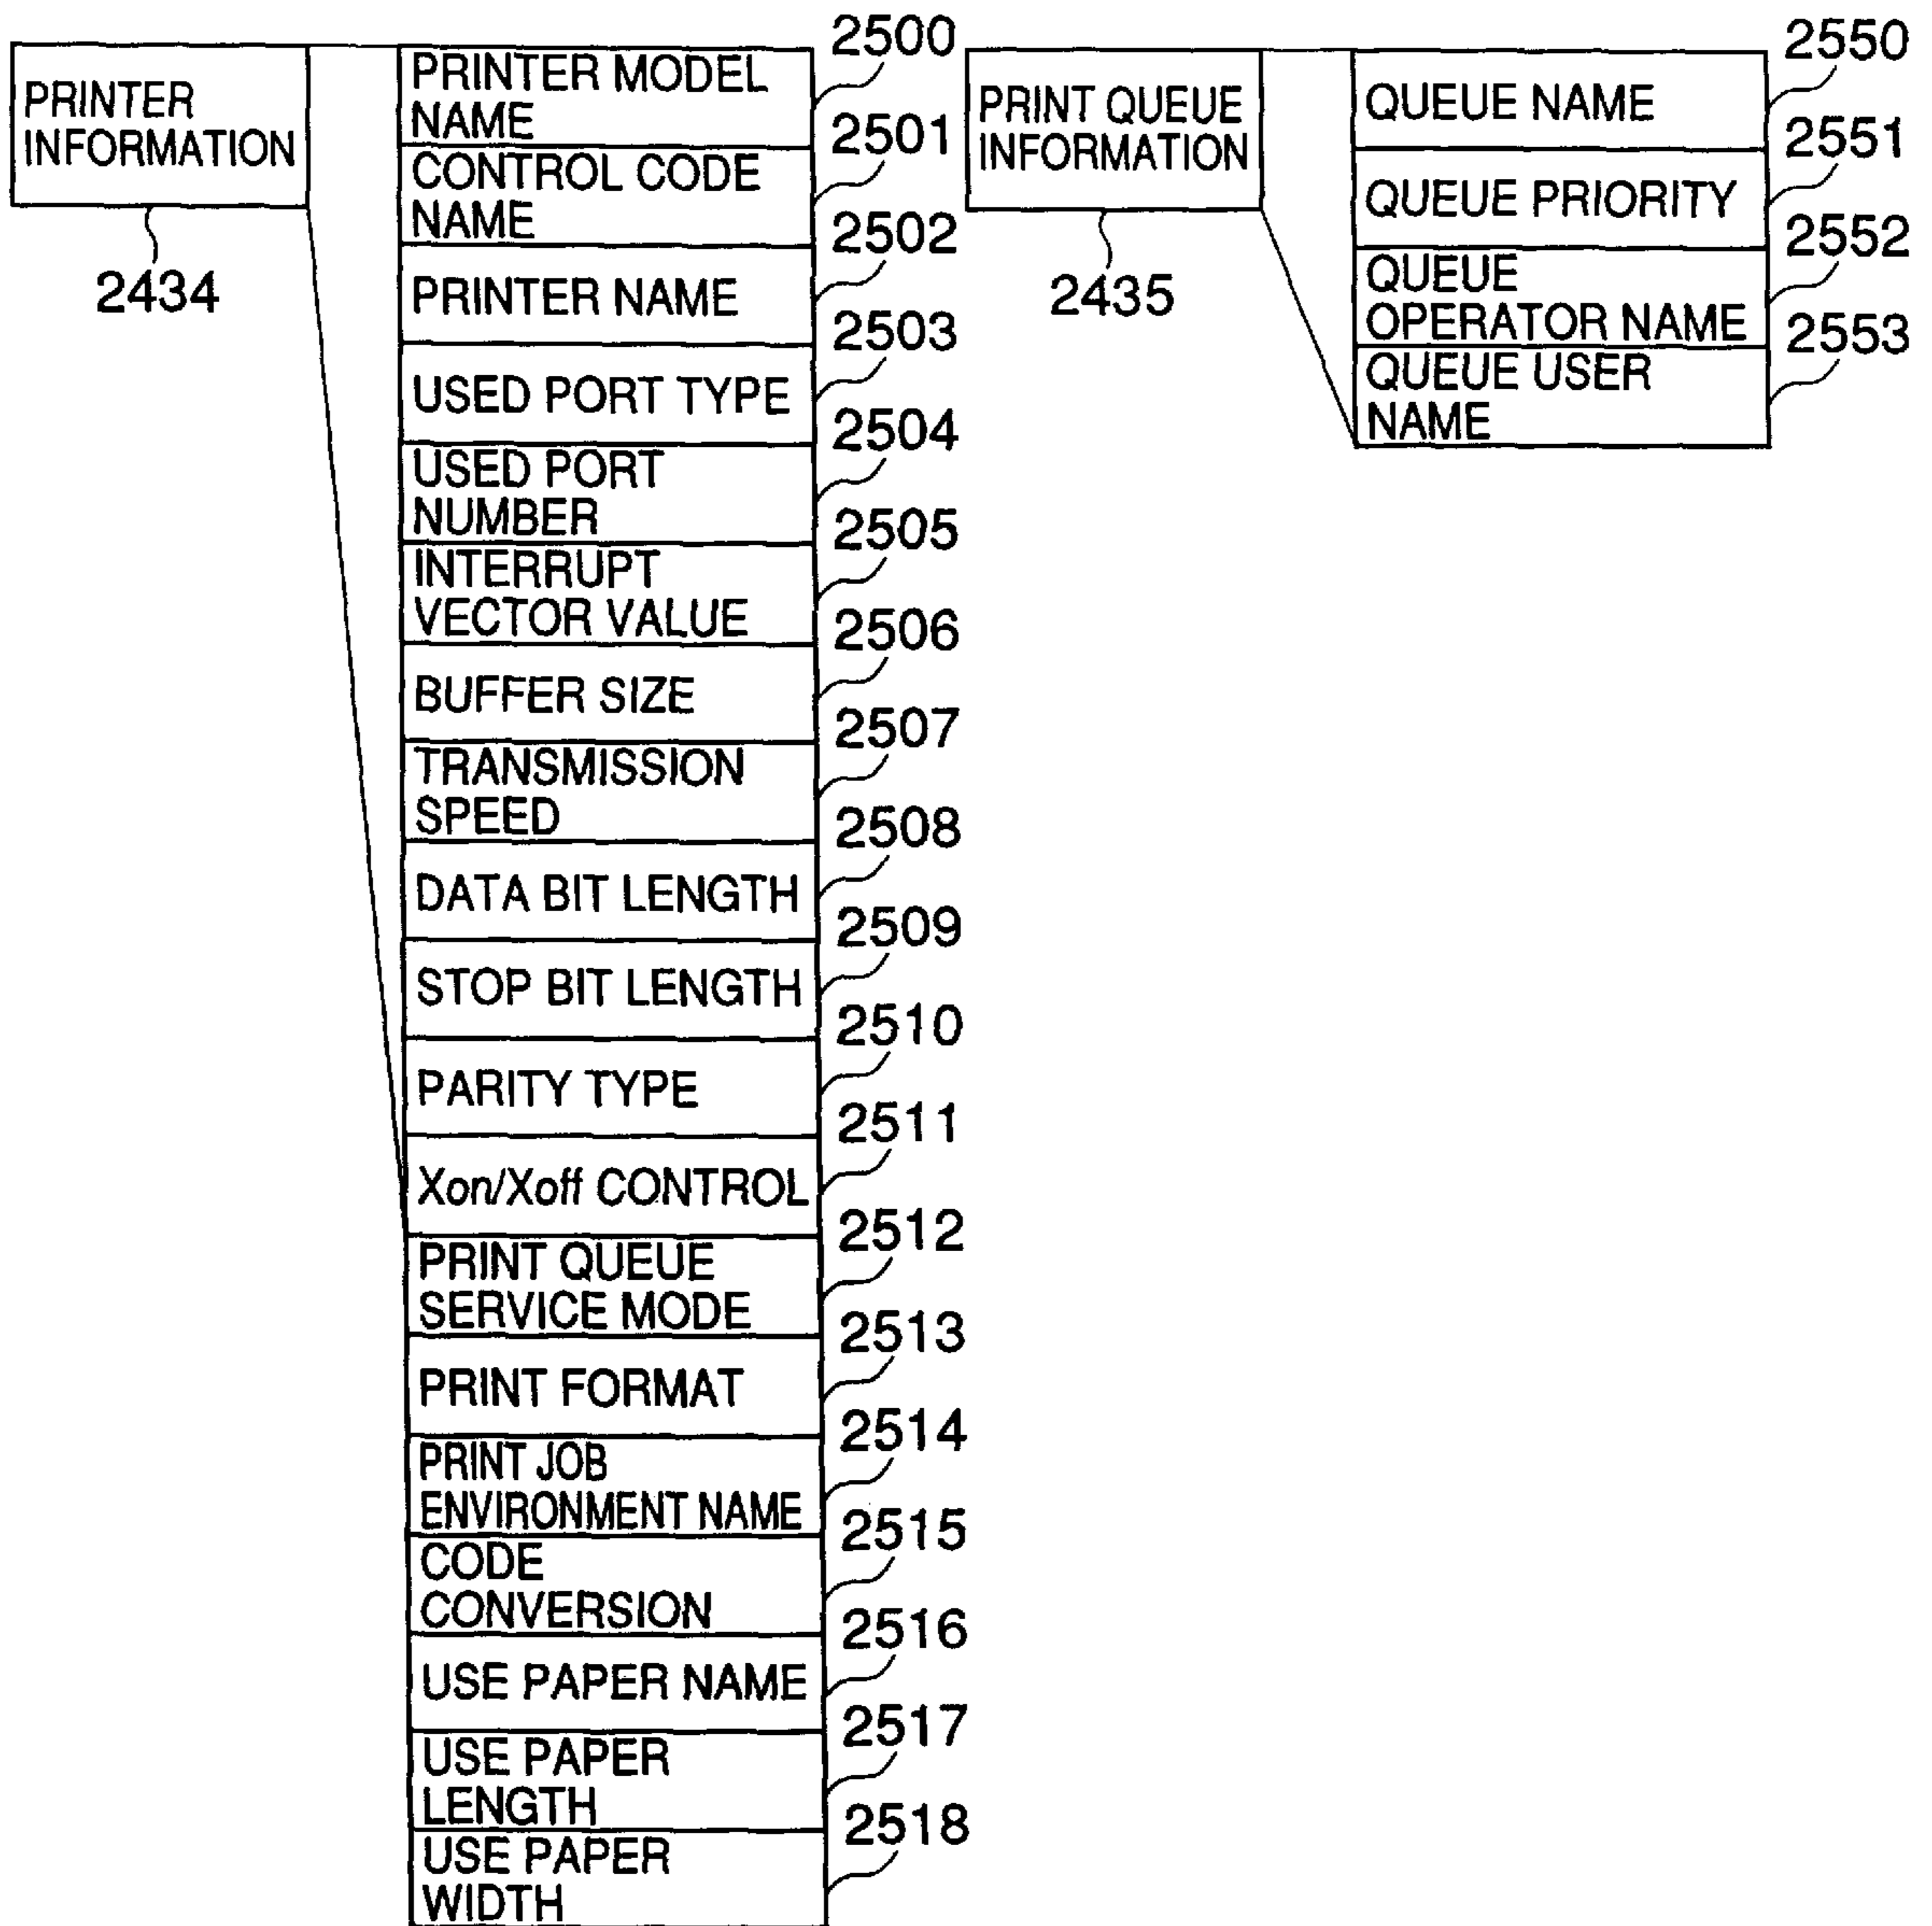 PRINTER
INFORMATION
2434
PRINTER MODEL
NAME
2500
CONTROL CODE
NAME
2501
PRINTER NAME
2502
USED PORT TYPE
2503
USED PORT
NUMBER
2504
INTERRUPT
VECTOR VALUE
2505
BUFFER SIZE
2506
TRANSMISSION
SPEED
2507
DATA BIT LENGTH
2508
STOP BIT LENGTH
2509
PARITY TYPE
2510
Xon/Xoff CONTROL
2511
PRINT QUEUE
SERVICE MODE
2512
PRINT FORMAT
2513
PRINT JOB
ENVIRONMENT NAME
2514
CODE
CONVERSION
2515
USE PAPER NAME
2516
USE PAPER
LENGTH
2517
USE PAPER
WIDTH
2518
PRINT QUEUE
INFORMATION
2435
QUEUE NAME
2550
QUEUE PRIORITY
2551
QUEUE
OPERATOR NAME
2552
QUEUE USER
NAME
2553